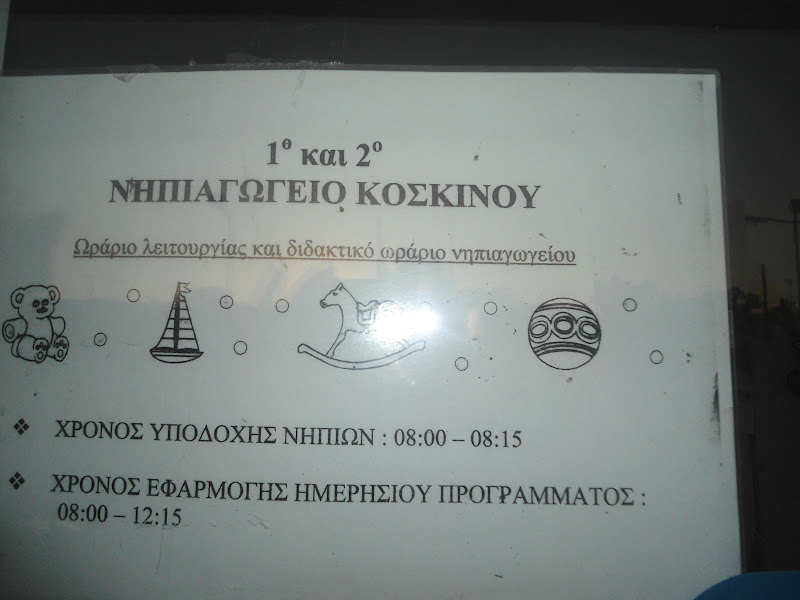 1ο και 2ο
ΝΗΠΙΑΓΩΓΕΙΟ ΚΟΣΚΙΝΟΥ
Ωράριο λειτουργίας και διδακτικό ωράριο νηπιαγωγείου
❖ ΧΡΟΝΟΣ ΥΠΟΔΟΧΗΣ ΝΗΠΙΩΝ : 08:00 – 08:15
❖ ΧΡΟΝΟΣ ΕΦΑΡΜΟΓΗΣ ΗΜΕΡΗΣΙΟΥ ΠΡΟΓΡΑΜΜΑΤΟΣ :
08:00 – 12:15